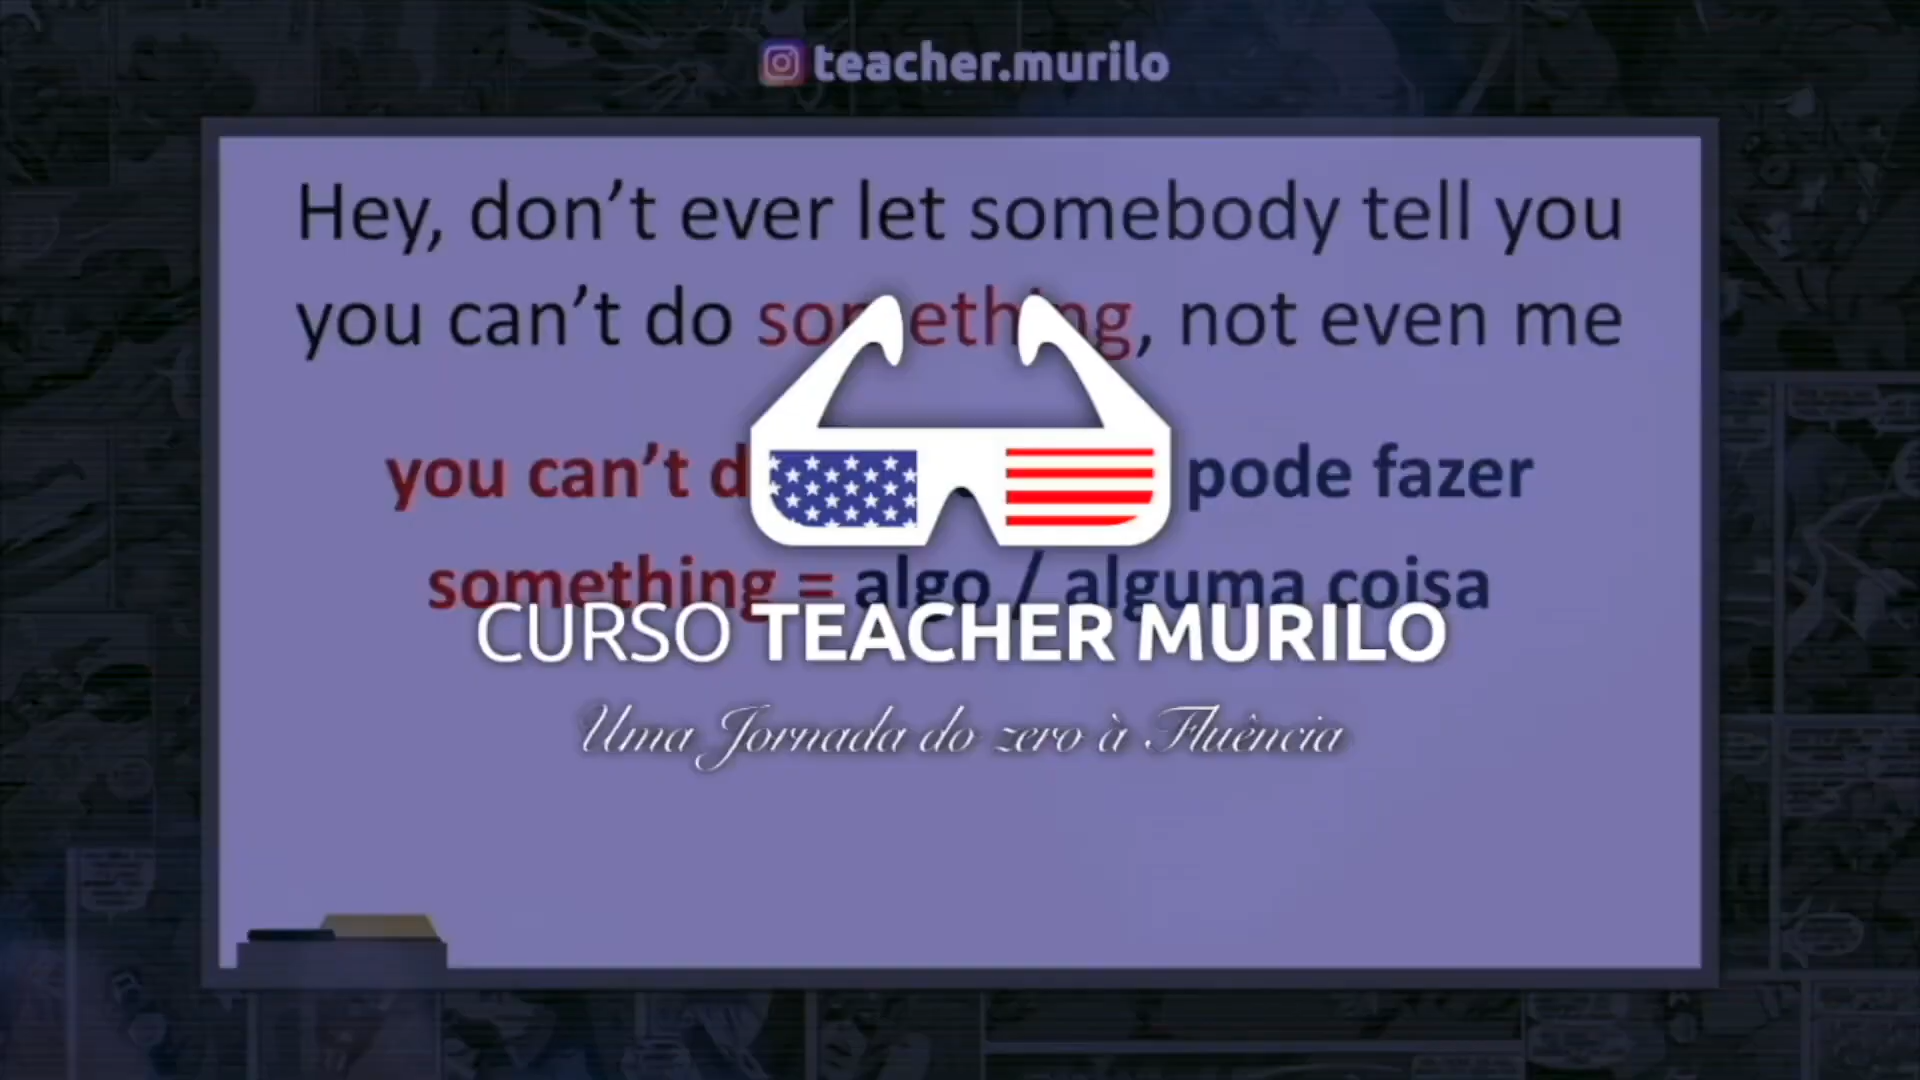 teacher.murilo
Hey, don't ever let somebody tell you
you can't do something, not even me
you can't d pode fazer
something = algo / alguma coisa
CURSO TEACHER MURILO
Uma Jornada do zero à Fluência